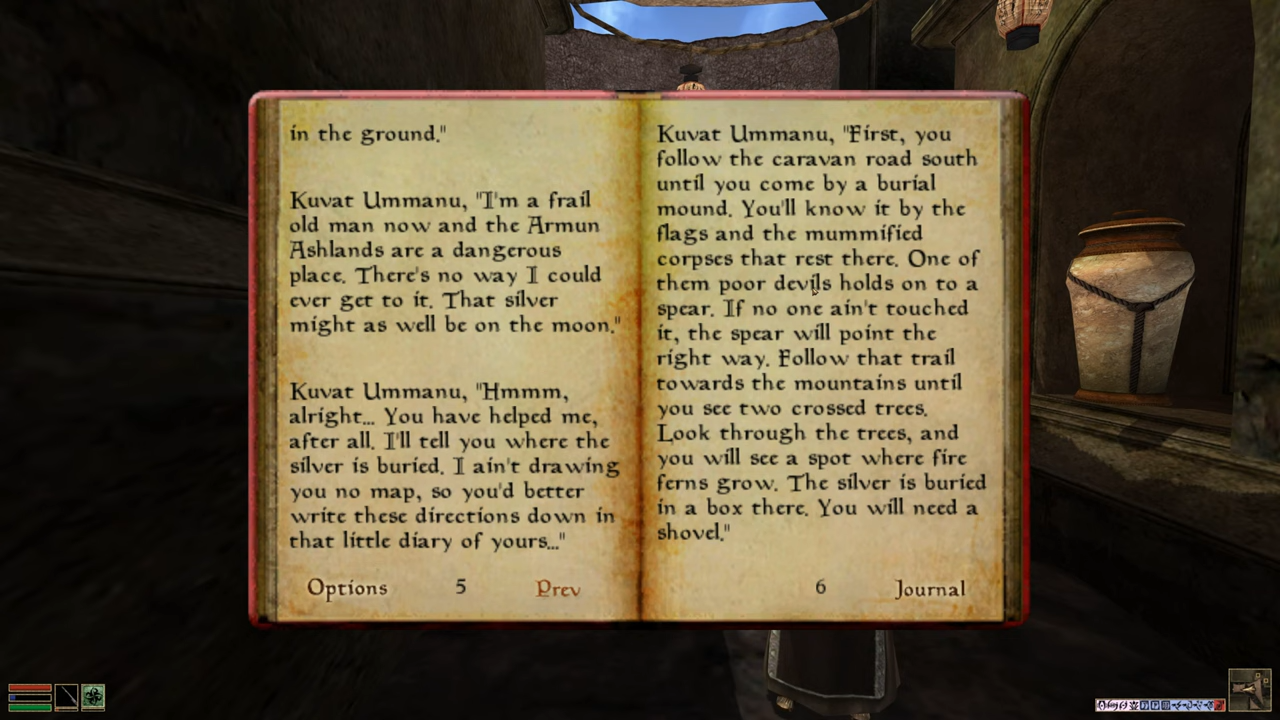 in the ground."
Kuvat Ummanu, "I'm a frail
old man now and the Armun
Ashlands are a dangerous
place. There's no way I could
ever get to it. That silver
might as well be on the moon."
Kuvat Ummanu, "Hmmm,
alright... You have helped me,
after all. I'll tell you where the
silver is buried. I ain't drawing
you no map, so you'd better
write these directions down in
that little diary of yours..."
Options
5
Prev
Kuvat Ummanu, "First, you
follow the caravan road south
until you come by a burial
mound. You'll know it by the
flags and the mummified
corpses that rest there. One of
them poor devils holds on to a
spear. If no one ain't touched
it, the spear will point the
right way. Follow that trail
towards the mountains until
you see two crossed trees.
Look through the trees, and
you will see a spot where fire
ferns grow. The silver is buried
in a box there. You will need a
shovel."
6
Journal